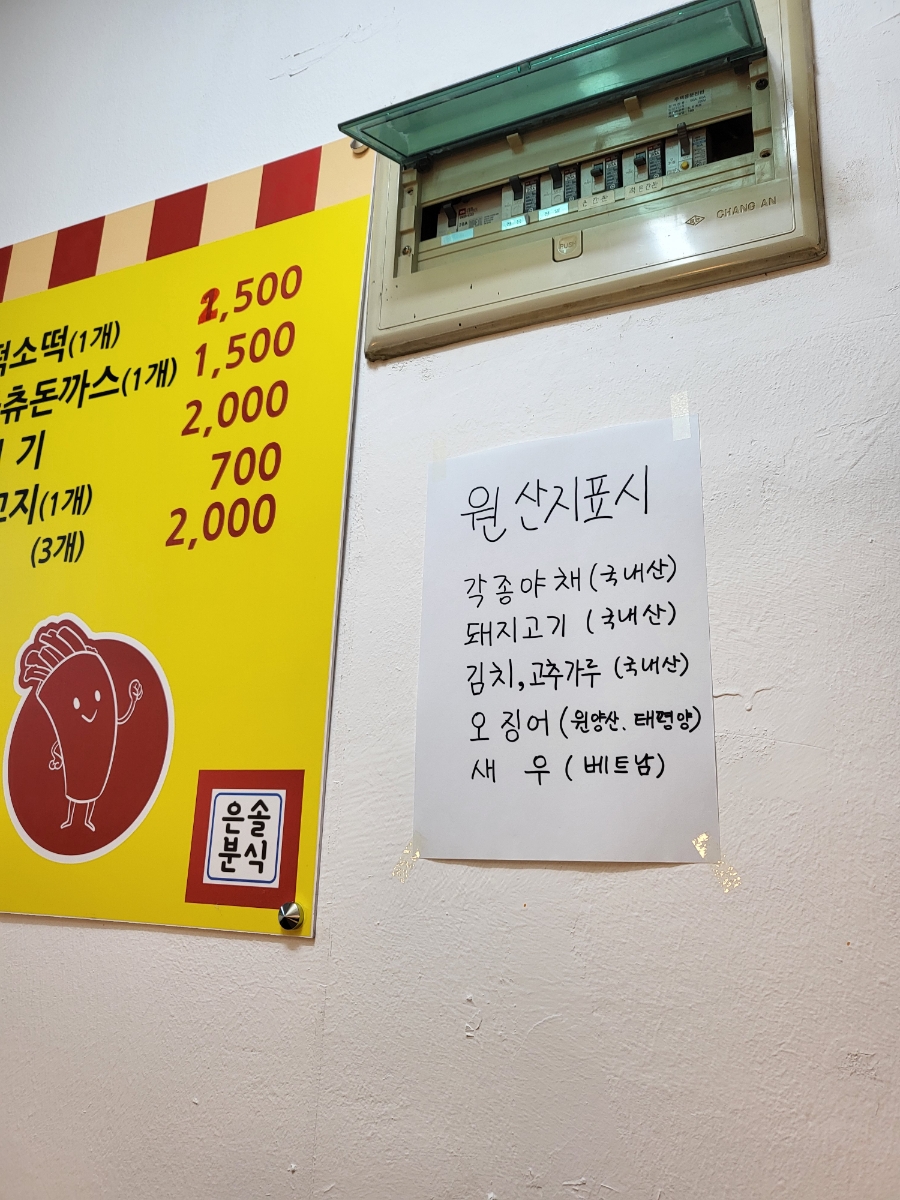 떡소떡(1개) 2,500
츄돈까스(1개) 1,500
기 2,000
고지(1개) 700
(3개) 2,000
은솔
분식
PUSH
CHANG AN
원산지표시
각종야채(국내산)
돼지고기 (국내산)
김치,고추가루 (국내산)
오징어(원양산. 태평양)
새 우 (베트남)